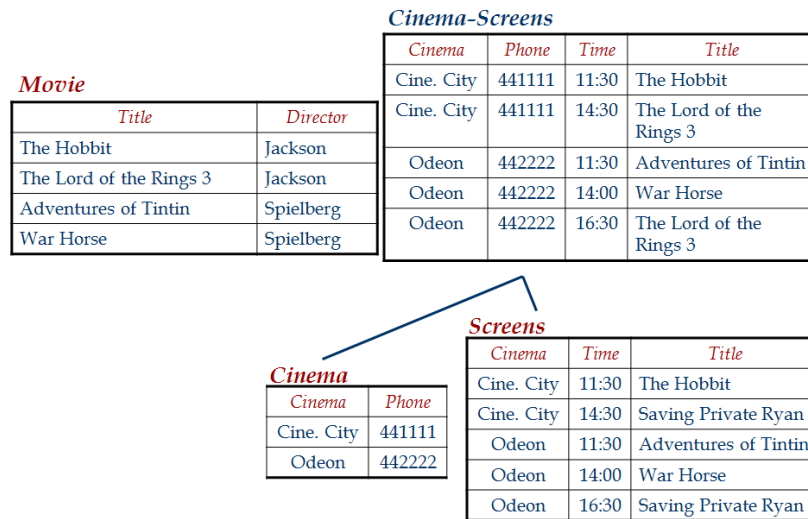 Cinema-Screens
Cinema Phone Time Title
Cine. City 441111 11:30 The Hobbit
Cine. City 441111 14:30 The Lord of the
Rings 3
Odeon 442222 11:30 Adventures of Tintin
Odeon 442222 14:00 War Horse
Odeon 442222 16:30 The Lord of the
Rings 3
Movie
Title Director
The Hobbit Jackson
The Lord of the Rings 3 Jackson
Adventures of Tintin Spielberg
War Horse Spielberg
Cinema
Cinema Phone
Cine. City 441111
Odeon 442222
Screens
Cinema Time Title
Cine. City 11:30 The Hobbit
Cine. City 14:30 Saving Private Ryan
Odeon 11:30 Adventures of Tintin
Odeon 14:00 War Horse
Odeon 16:30 Saving Private Ryan